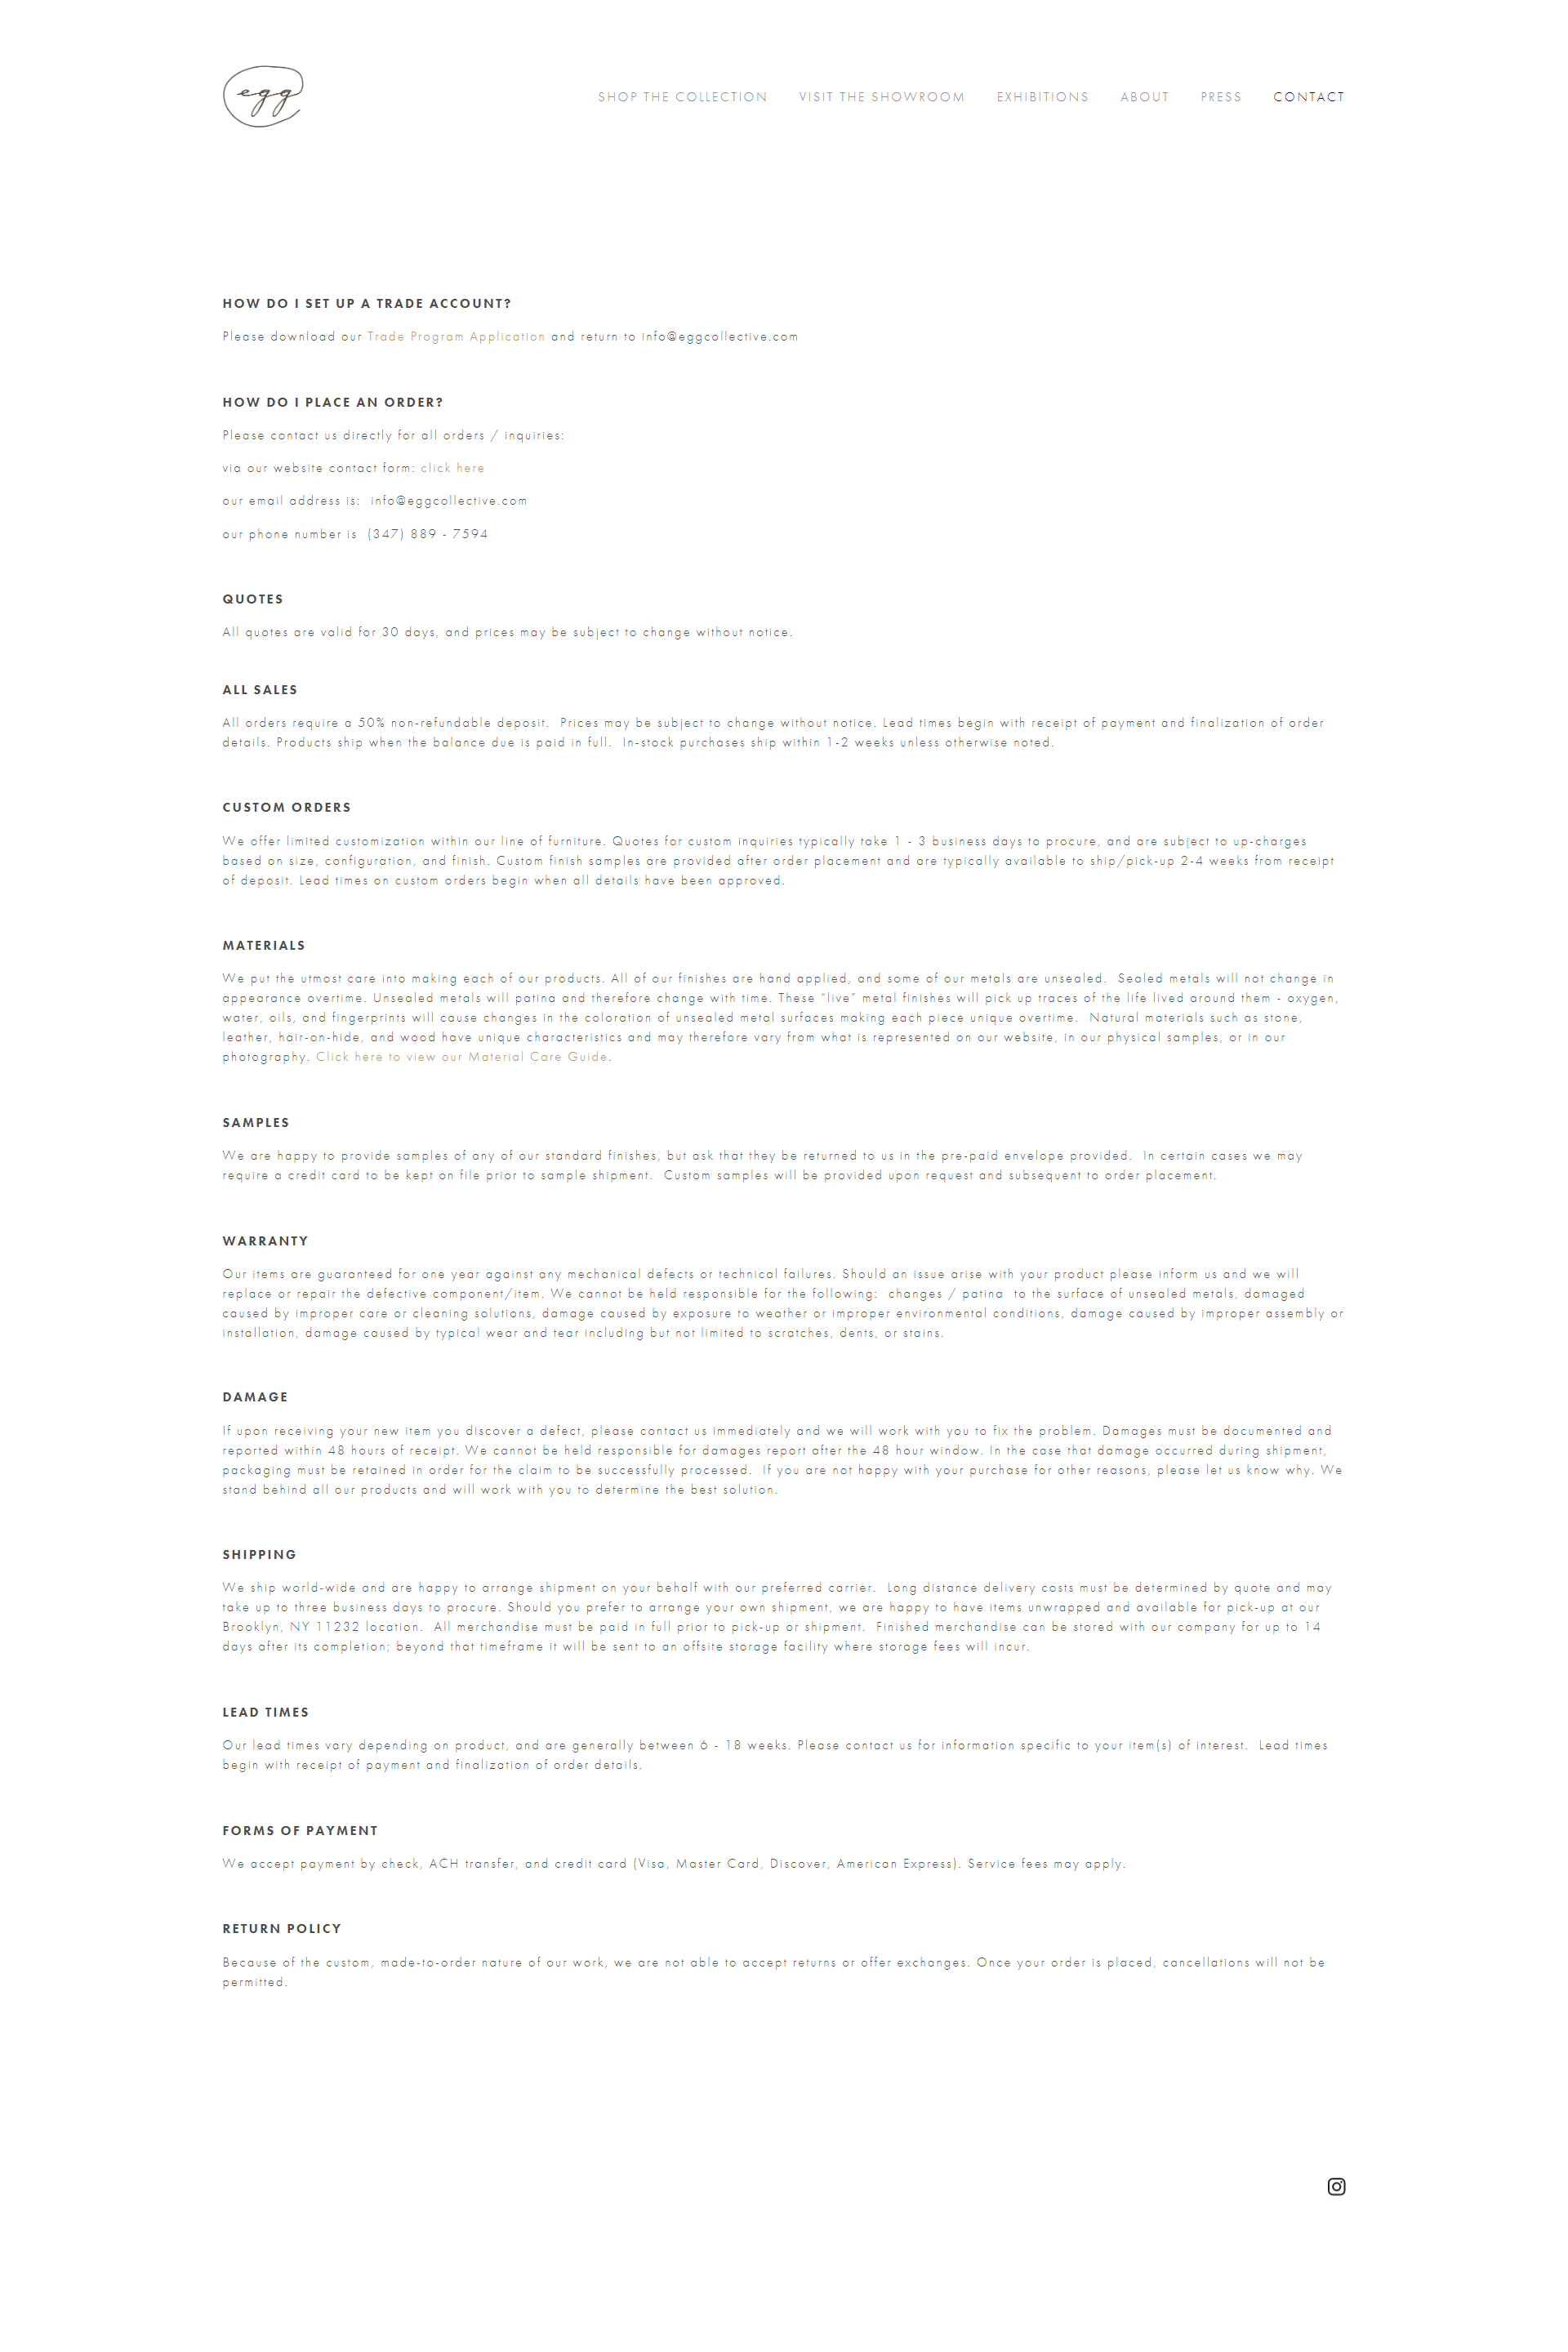 egg
SHOP THE COLLECTION VISIT THE SHOWROOM EXHIBITIONS ABOUT PRESS CONTACT
HOW DO I SET UP A TRADE ACCOUNT?
Please download our Trade Program Application and return to info@eggcollective.com
HOW DO I PLACE AN ORDER?
Please contact us directly for all orders / inquiries:
via our website contact form: click here
our email address is:  info@eggcollective.com
our phone number is  (347) 889 - 7594
QUOTES
All quotes are valid for 30 days, and prices may be subject to change without notice.
ALL SALES
All orders require a 50% non-refundable deposit.  Prices may be subject to change without notice. Lead times begin with receipt of payment and finalization of order
details. Products ship when the balance due is paid in full.  In-stock purchases ship within 1-2 weeks unless otherwise noted.
CUSTOM ORDERS
We offer limited customization within our line of furniture. Quotes for custom inquiries typically take 1 - 3 business days to procure, and are subject to up-charges
based on size, configuration, and finish. Custom finish samples are provided after order placement and are typically available to ship/pick-up 2-4 weeks from receipt
of deposit. Lead times on custom orders begin when all details have been approved.
MATERIALS
We put the utmost care into making each of our products. All of our finishes are hand applied, and some of our metals are unsealed.  Sealed metals will not change in
appearance overtime. Unsealed metals will patina and therefore change with time. These “live” metal finishes will pick up traces of the life lived around them - oxygen,
water, oils, and fingerprints will cause changes in the coloration of unsealed metal surfaces making each piece unique overtime.  Natural materials such as stone,
leather, hair-on-hide, and wood have unique characteristics and may therefore vary from what is represented on our website, in our physical samples, or in our
photography. Click here to view our Material Care Guide.
SAMPLES
We are happy to provide samples of any of our standard finishes, but ask that they be returned to us in the pre-paid envelope provided.  In certain cases we may
require a credit card to be kept on file prior to sample shipment.  Custom samples will be provided upon request and subsequent to order placement.
WARRANTY
Our items are guaranteed for one year against any mechanical defects or technical failures. Should an issue arise with your product please inform us and we will
replace or repair the defective component/item. We cannot be held responsible for the following:  changes / patina  to the surface of unsealed metals, damaged
caused by improper care or cleaning solutions, damage caused by exposure to weather or improper environmental conditions, damage caused by improper assembly or
installation, damage caused by typical wear and tear including but not limited to scratches, dents, or stains.
DAMAGE
If upon receiving your new item you discover a defect, please contact us immediately and we will work with you to fix the problem. Damages must be documented and
reported within 48 hours of receipt. We cannot be held responsible for damages report after the 48 hour window. In the case that damage occurred during shipment,
packaging must be retained in order for the claim to be successfully processed.  If you are not happy with your purchase for other reasons, please let us know why. We
stand behind all our products and will work with you to determine the best solution.
SHIPPING
We ship world-wide and are happy to arrange shipment on your behalf with our preferred carrier.  Long distance delivery costs must be determined by quote and may
take up to three business days to procure. Should you prefer to arrange your own shipment, we are happy to have items unwrapped and available for pick-up at our
Brooklyn, NY 11232 location.  All merchandise must be paid in full prior to pick-up or shipment.  Finished merchandise can be stored with our company for up to 14
days after its completion; beyond that timeframe it will be sent to an offsite storage facility where storage fees will incur.
LEAD TIMES
Our lead times vary depending on product, and are generally between 6 - 18 weeks. Please contact us for information specific to your item(s) of interest.  Lead times
begin with receipt of payment and finalization of order details.
FORMS OF PAYMENT
We accept payment by check, ACH transfer, and credit card (Visa, Master Card, Discover, American Express). Service fees may apply.
RETURN POLICY
Because of the custom, made-to-order nature of our work, we are not able to accept returns or offer exchanges. Once your order is placed, cancellations will not be
permitted.